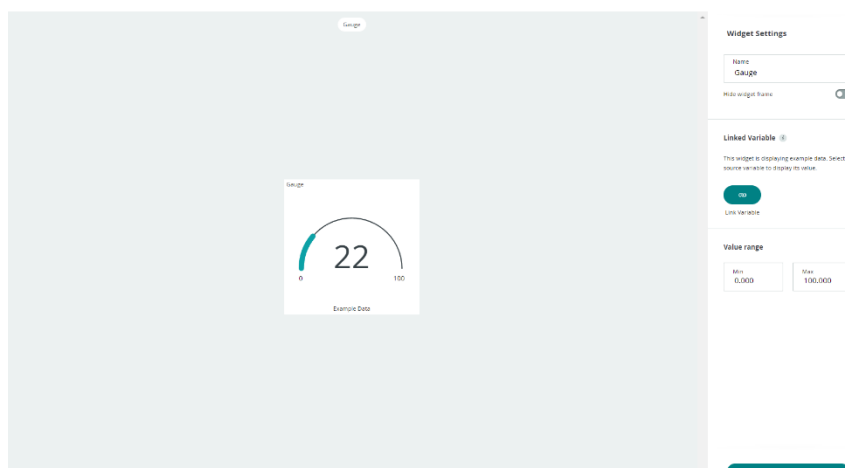 Gauge
Widget Settings
Name
Gauge
Hide widget frame
Linked Variable
This widget is displaying example data. Select
source variable to display its value.
Link Variable
Value range
Min
0.000
Max
100.000
Gauge
22
0
100
Example Data